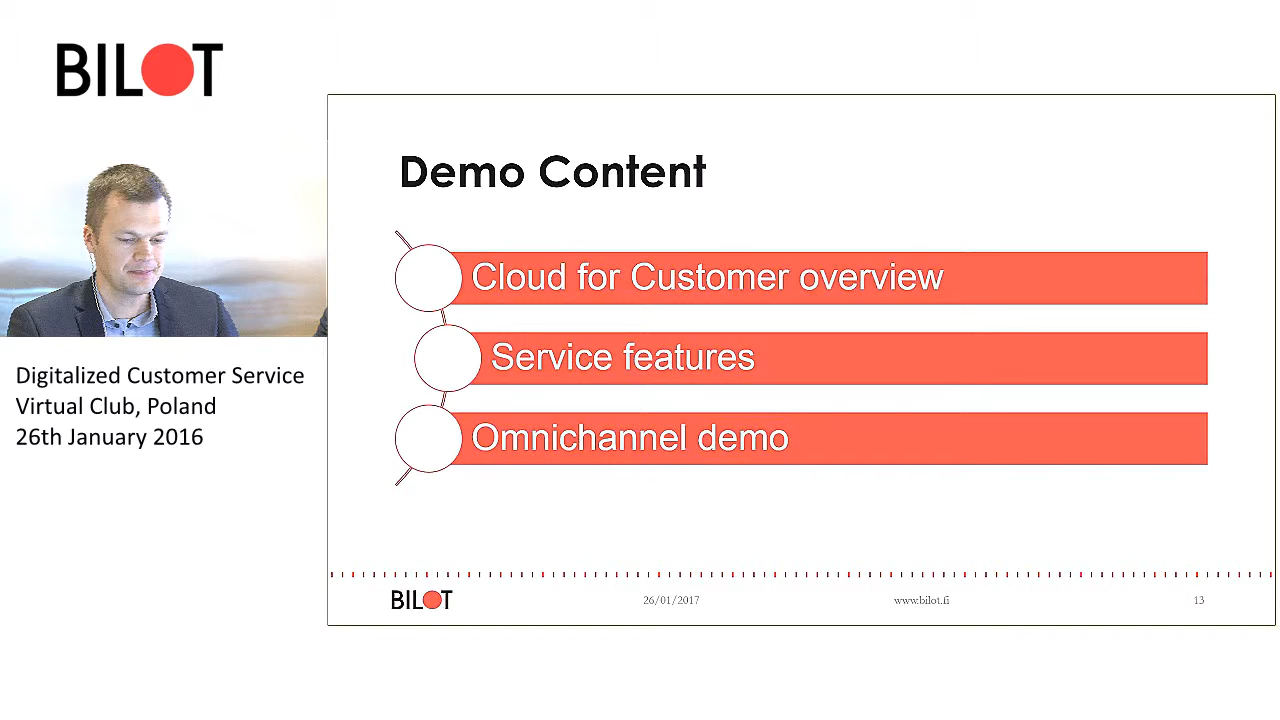 BILOT
Digitalized Customer Service
Virtual Club, Poland
26th January 2016
Demo Content
Cloud for Customer overview
Service features
Omnichannel demo
BILOT
26/01/2017
www.bilot.fi
13